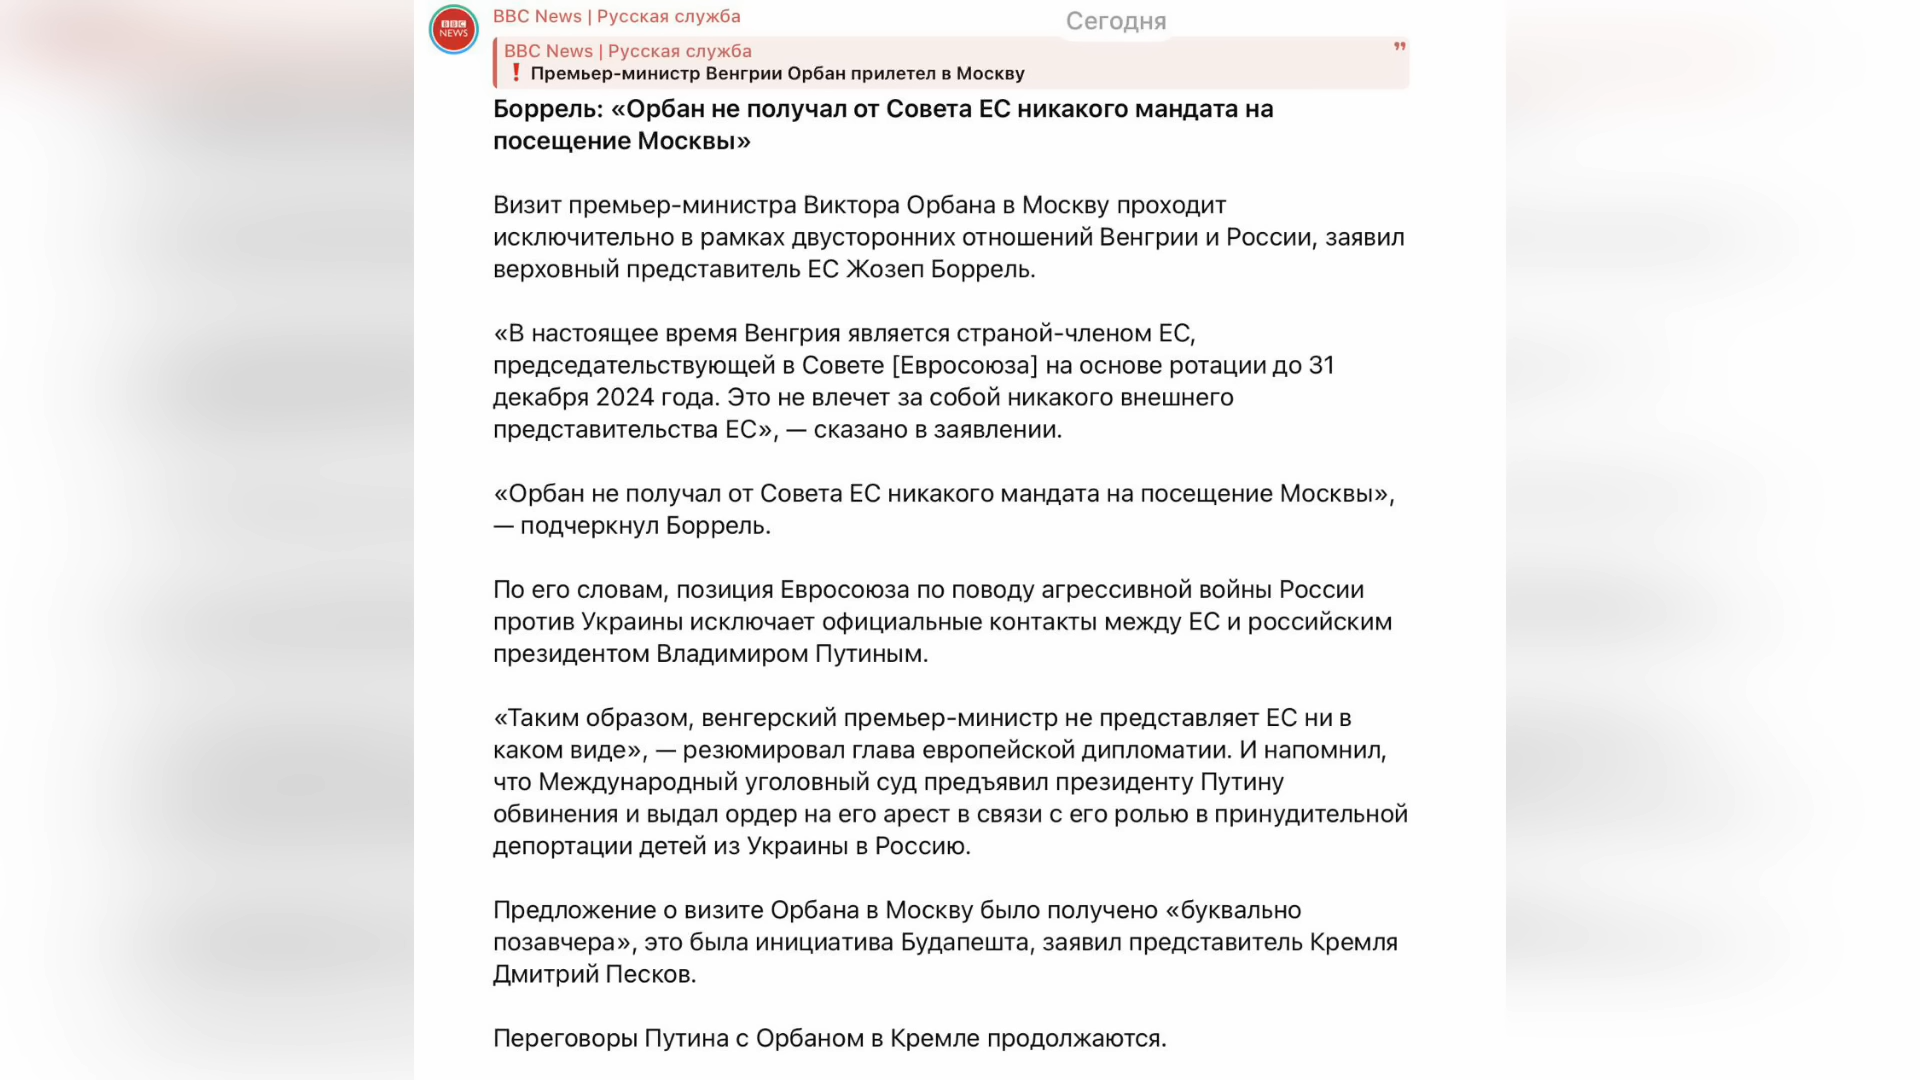 BBC NEWS
BBC News | Русская служба
Сегодня
BBC News | Русская служба
❗ Премьер-министр Венгрии Орбан прилетел в Москву
Боррель: «Орбан не получал от Совета ЕС никакого мандата на
посещение Москвы»
Визит премьер-министра Виктора Орбана в Москву проходит
исключительно в рамках двусторонних отношений Венгрии и России, заявил
верховный представитель ЕС Жозеп Боррель.
«В настоящее время Венгрия является страной-членом ЕС,
председательствующей в Совете [Евросоюза] на основе ротации до 31
декабря 2024 года. Это не влечет за собой никакого внешнего
представительства ЕС», — сказано в заявлении.
«Орбан не получал от Совета ЕС никакого мандата на посещение Москвы»,
— подчеркнул Боррель.
По его словам, позиция Евросоюза по поводу агрессивной войны России
против Украины исключает официальные контакты между ЕС и российским
президентом Владимиром Путиным.
«Таким образом, венгерский премьер-министр не представляет ЕС ни в
каком виде», — резюмировал глава европейской дипломатии. И напомнил,
что Международный уголовный суд предъявил президенту Путину
обвинения и выдал ордер на его арест в связи с его ролью в принудительной
депортации детей из Украины в Россию.
Предложение о визите Орбана в Москву было получено «буквально
позавчера», это была инициатива Будапешта, заявил представитель Кремля
Дмитрий Песков.
Переговоры Путина с Орбаном в Кремле продолжаются.